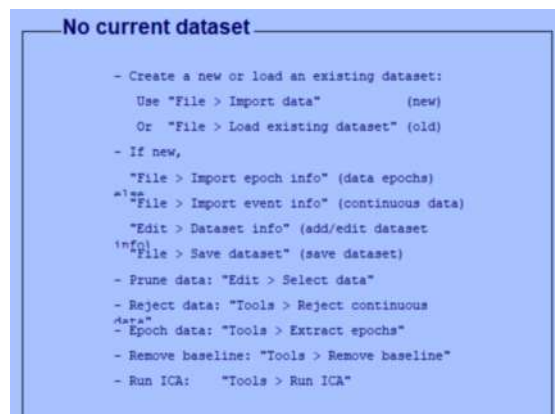 No current dataset
- Create a new or load an existing dataset:
Use "File > Import data" (new)
Or "File > Load existing dataset" (old)
- If new,
"File > Import epoch info" (data epochs)
else
"File > Import event info" (continuous data)
"Edit > Dataset info" (add/edit dataset
info)
"File > Save dataset" (save dataset)
- Prune data: "Edit > Select data"
- Reject data: "Tools > Reject continuous
data"
- Epoch data: "Tools > Extract epochs"
- Remove baseline: "Tools > Remove baseline"
- Run ICA: "Tools > Run ICA"